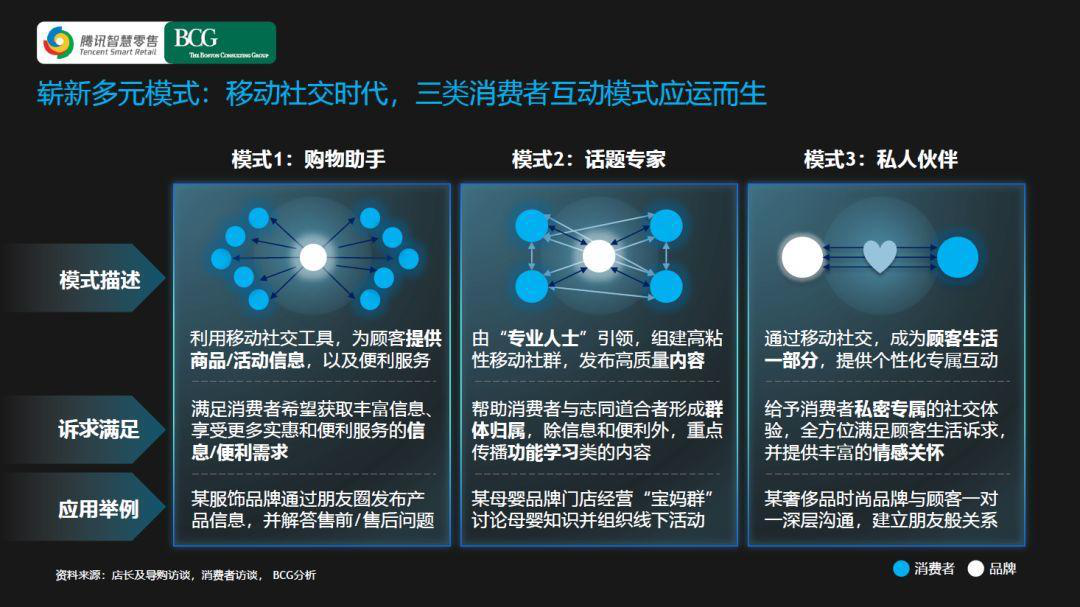 腾讯智慧零售
Tencent Smart Retail
BCG
THE BOSTON CONSULTING GROUP
崭新多元模式：移动社交时代，三类消费者互动模式应运而生
模式1：购物助手
模式2：话题专家
模式3：私人伙伴
模式描述
利用移动社交工具，为顾客提供
商品/活动信息，以及便利服务
由“专业人士”引领，组建高粘
性移动社群，发布高质量内容
通过移动社交，成为顾客生活
一部分，提供个性化专属互动
诉求满足
满足消费者希望获取丰富信息、
享受更多实惠和便利服务的信
息/便利需求
帮助消费者与志同道合者形成群
体归属，除信息和便利外，重点
传播功能学习类的内容
给予消费者私密专属的社交体
验，全方位满足顾客生活诉求，
并提供丰富的情感关怀
应用举例
某服饰品牌通过朋友圈发布产
品信息，并解答售前/售后问题
某母婴品牌门店经营“宝妈群”
讨论母婴知识并组织线下活动
某奢侈品时尚品牌与顾客一对
一深层沟通，建立朋友般关系
资料来源：店长及导购访谈，消费者访谈， BCG分析
消费者
品牌